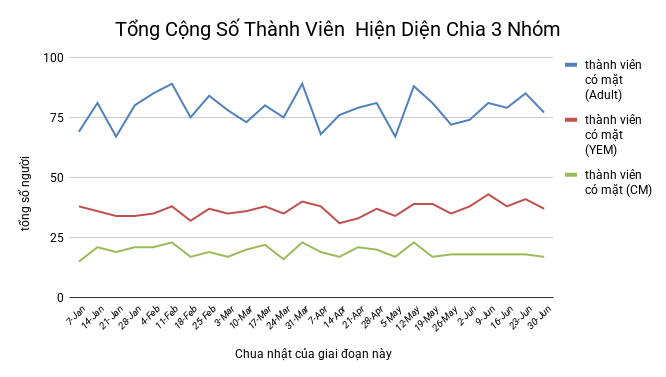 Tổng Cộng Số Thành Viên  Hiện Diện Chia 3 Nhóm
100
75
50
25
0
tổng số người
7-Jan
14-Jan
21-Jan
28-Jan
4-Feb
11-Feb
18-Feb
25 Feb
3-Mar
10-Mar
17-Mar
24-Mar
31-Mar
7-Apr
14-Apr
21-Apr
28-Apr
5-May
12-May
19-May
26-May
2-Jun
9-Jun
16-Jun
23-Jun
30-Jun
Chua nhật của giai đoạn này
thành viên
có mặt
(Adult)
thành viên
có mặt
(YEM)
thành viên
có mặt (CM)